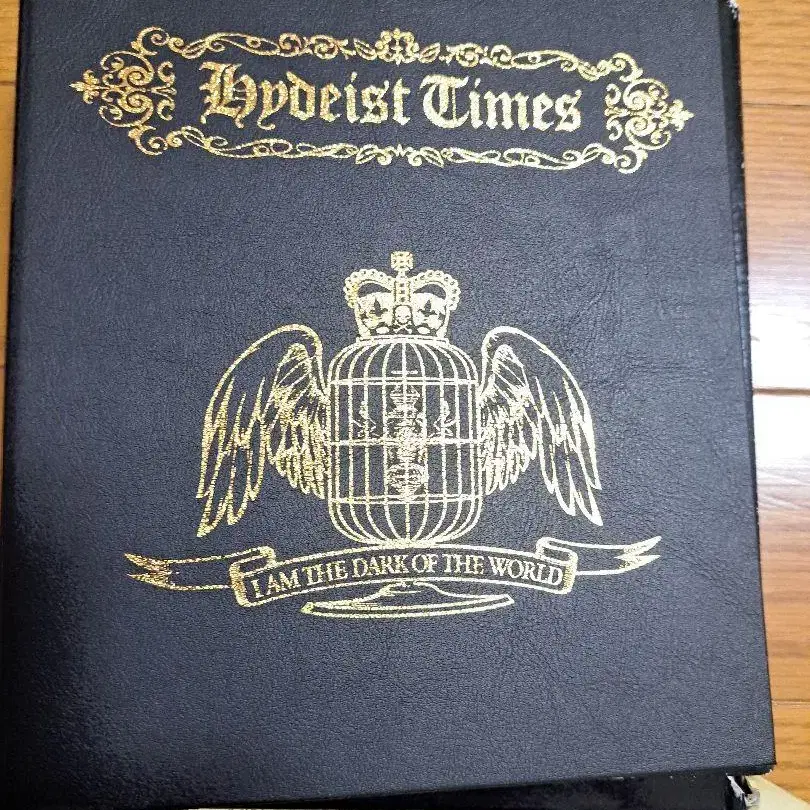 Hydeist Times
I AM THE DARK OF THE WORLD